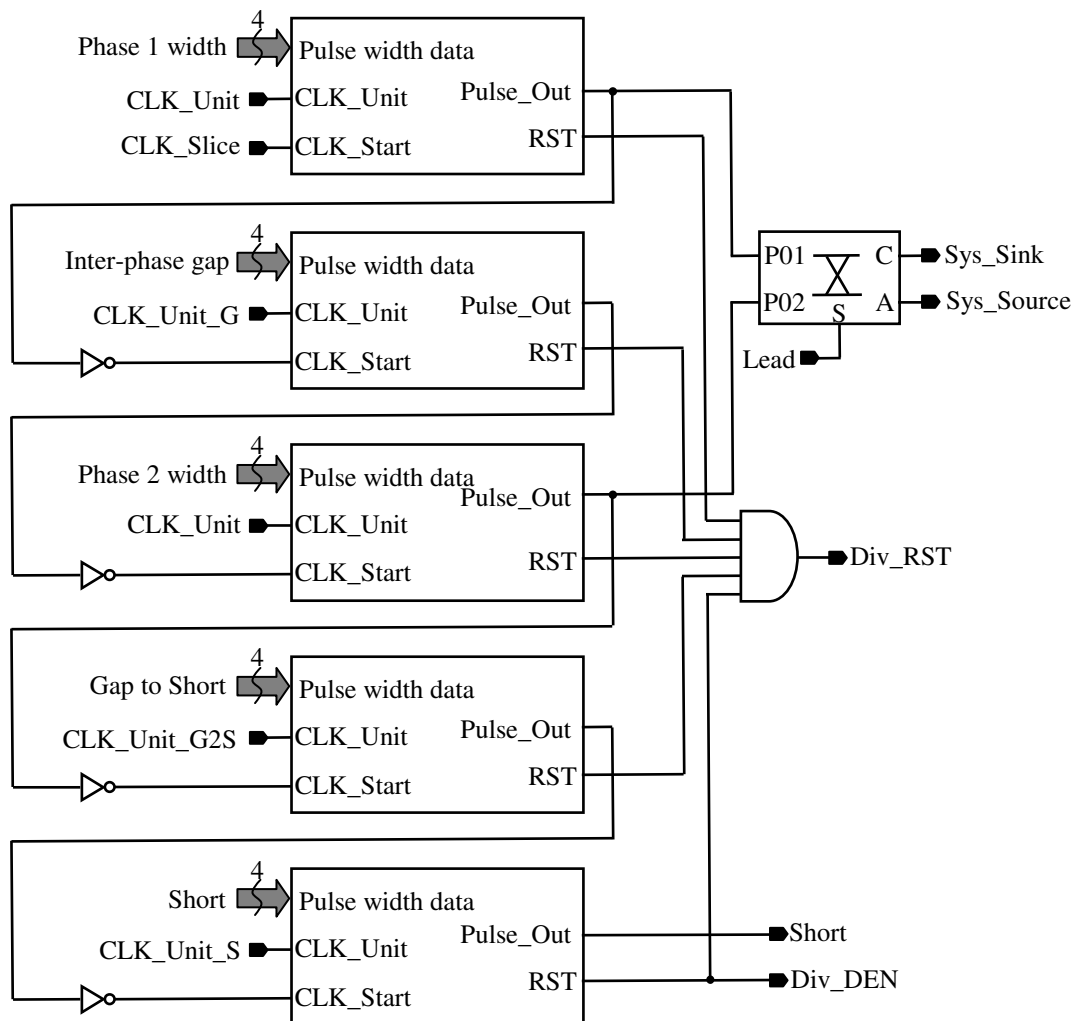 4
Phase 1 width
Pulse width data
CLK_Unit
CLK_Unit
Pulse_Out
CLK_Slice
CLK_Start
RST
4
Inter-phase gap
Pulse width data
CLK_Unit_G
CLK_Unit
Pulse_Out
CLK_Start
RST
P01
C
Sys_Sink
P02
S
A
Sys_Source
Lead
4
Phase 2 width
Pulse width data
Pulse_Out
CLK_Unit
CLK_Unit
CLK_Start
RST
Div_RST
4
Gap to Short
Pulse width data
CLK_Unit_G2S
CLK_Unit
Pulse_Out
CLK_Start
RST
4
Short
Pulse width data
CLK_Unit_S
CLK_Unit
Pulse_Out
Short
CLK_Start
RST
Div_DEN